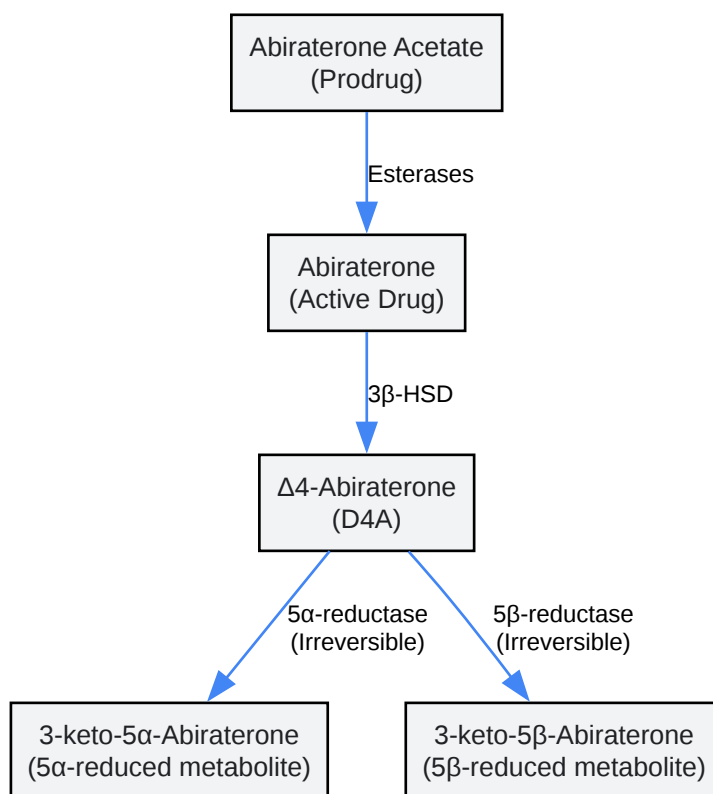 Abiraterone Acetate
(Prodrug)
Esterases
Abiraterone
(Active Drug)
3β-HSD
Δ4-Abiraterone
(D4A)
5α-reductase
(Irreversible)
5β-reductase
(Irreversible)
3-keto-5α-Abiraterone
(5α-reduced metabolite)
3-keto-5β-Abiraterone
(5β-reduced metabolite)